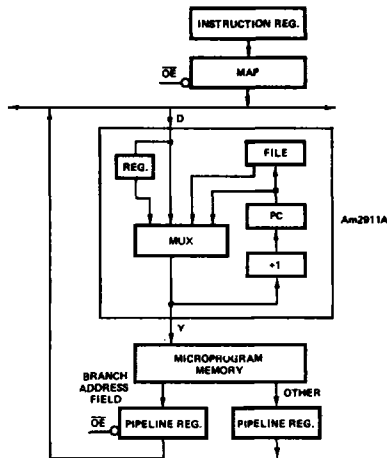 INSTRUCTION REG.
OE
MAP
D
FILE
REG.
Am2911A
PC
MUX
+1
Y
MICROPROGRAM
MEMORY
BRANCH
ADDRESS
FIELD
OTHER
OE
PIPELINE REG.
PIPELINE REG.